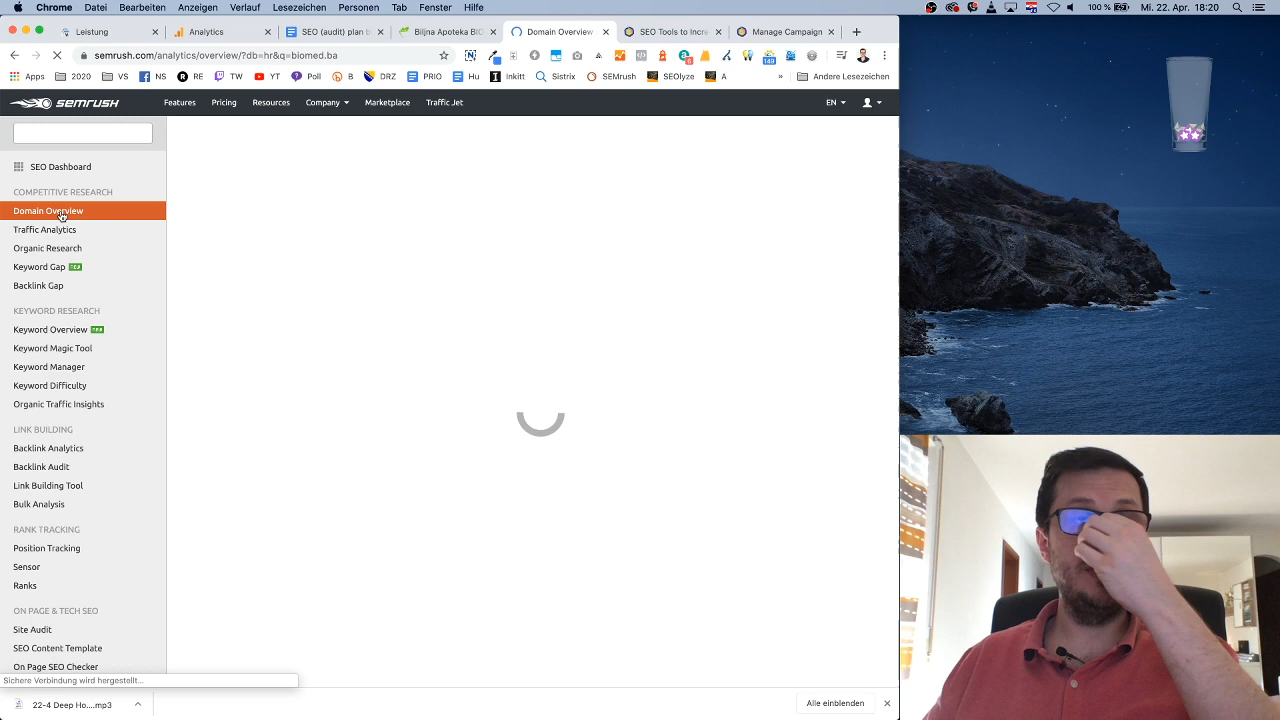 Chrome Datei Bearbeiten Anzeigen Verlauf Lesezeichen Personen Tab Fenster Hilfe
100 % Mi. 22. Apr. 18:20
Leistung
Analytics
SEO (audit) plan b
Biljna Apoteka BIO
Domain Overview
SEO Tools to Incre
Manage Campaign
semrush.com/analytics/overview/?db=hr&q=biomed.ba
6
149
Apps 2020 VS NS RE TW YT Poll B DRZ PRIO Hu Inkitt Sistrix SEMrush SEOlyze A » Andere Lesezeichen
SEMRUSH
Features Pricing Resources Company Marketplace Traffic Jet EN
SEO Dashboard
COMPETITIVE RESEARCH
Domain Overview
Traffic Analytics
Organic Research
Keyword Gap
Backlink Gap
KEYWORD RESEARCH
Keyword Overview
Keyword Magic Tool
Keyword Manager
Keyword Difficulty
Organic Traffic Insights
LINK BUILDING
Backlink Analytics
Backlink Audit
Link Building Tool
Bulk Analysis
RANK TRACKING
Position Tracking
Sensor
Ranks
ON PAGE & TECH SEO
Site Audit
SEO Content Template
On Page SEO Checker
Sichere Verbindung wird hergestellt...
22-4 Deep Ho....mp3
Alle einblenden